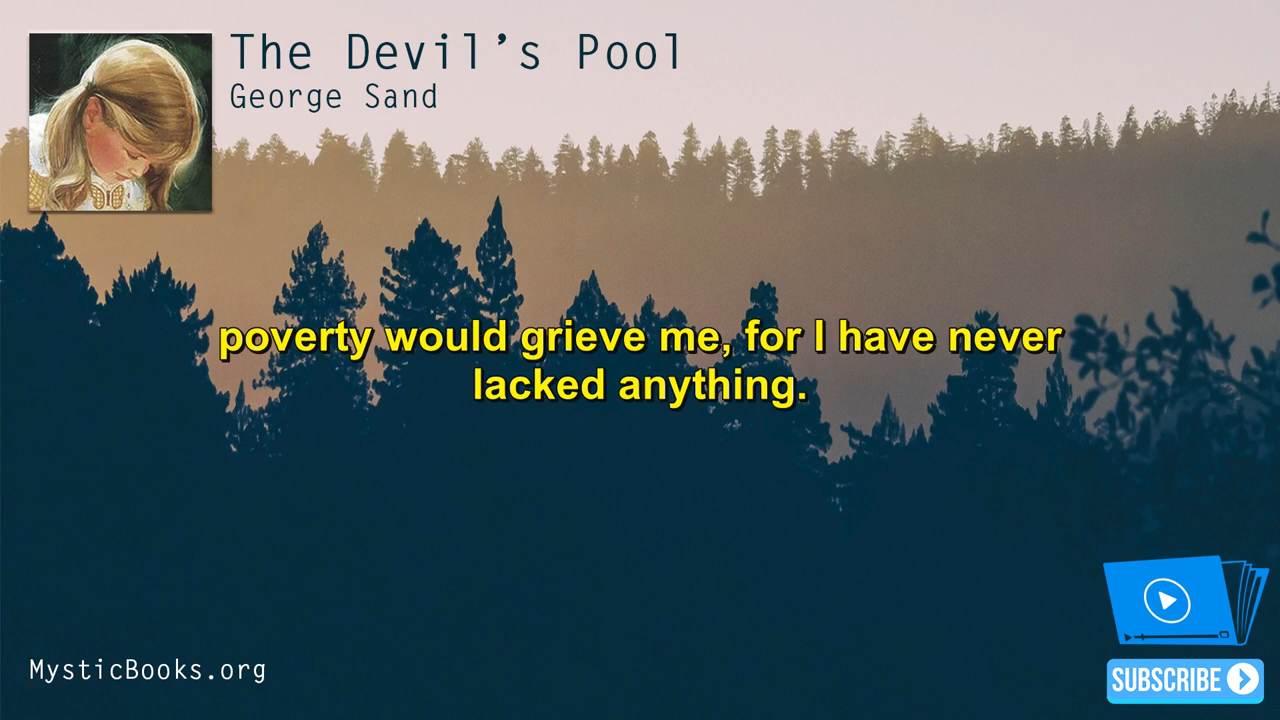 The Devil's Pool
George Sand
poverty would grieve me, for I have never
lacked anything.
MysticBooks.org
SUBSCRIBE